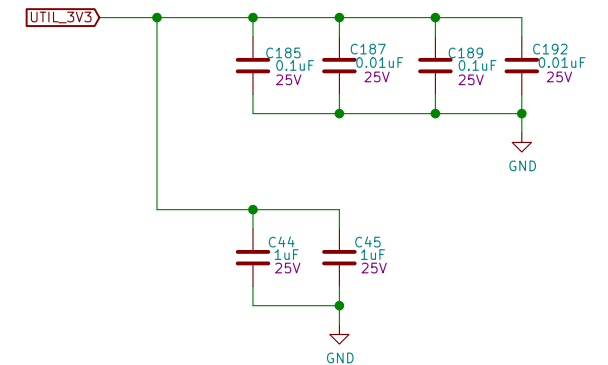 UTIL_3V3
C185
0.1uF
25V
C187
0.01uF
25V
C189
0.1uF
25V
C192
0.01uF
25V
GND
C44
1uF
25V
C45
1uF
25V
GND